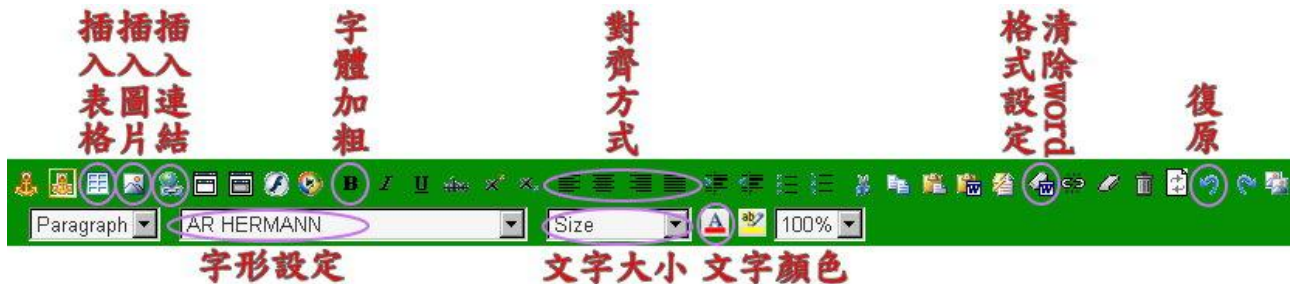 插入表格
插入圖片
插入連結
字體加粗
對齊方式
清除word
格式設定
復原
B I U abc x x
Paragraph
AR HERMANN
Size
A
ab
100%
字形設定
文字大小
文字顏色